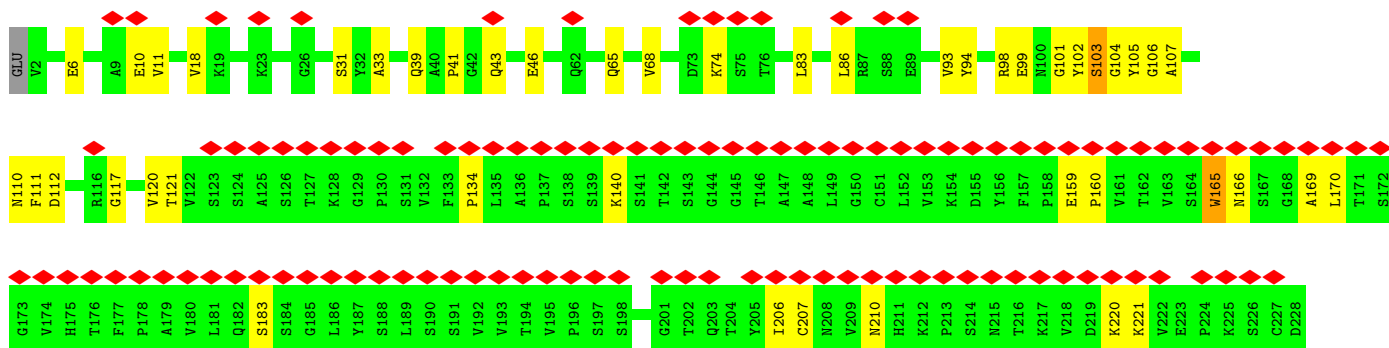 GLU V2 E6 A9 E10 V11 V18 K19 K23 G26 S31 Y32 A33 Q39 A40 P41 G42 Q43 E46 Q62 Q65 V68 D73 K74 S75 T76 L83 L86 R87 S88 E89 V93 Y94 R98 E99 N100 G101 Y102 S103 G104 Y105 G106 A107
N110 F111 D112 R116 G117 V120 T121 V122 S123 S124 A125 S126 T127 K128 G129 P130 S131 V132 F133 P134 L135 A136 P137 S138 S139 K140 S141 T142 S143 G144 G145 T146 A147 A148 L149 G150 C151 L152 V153 K154 D155 Y156 F157 P158 E159 P160 V161 T162 V163 S164 W165 N166 S167 G168 A169 L170 T171 S172
G173 V174 H175 T176 F177 P178 A179 V180 L181 Q182 S183 S184 G185 L186 Y187 S188 L189 S190 S191 V192 V193 T194 V195 P196 S197 S198 G201 T202 Q203 T204 Y205 I206 C207 N208 V209 N210 H211 K212 P213 S214 N215 T216 K217 V218 D219 K220 K221 V222 E223 P224 K225 S226 C227 D228